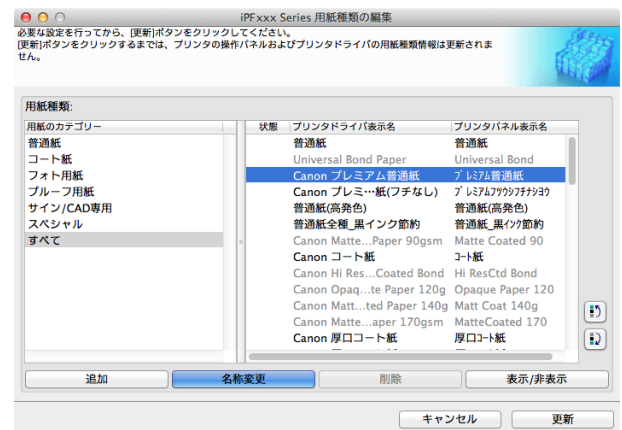 iPFxxx Series 用紙種類の編集
必要な設定を行ってから、[更新]ボタンをクリックしてください。
[更新]ボタンをクリックするまでは、プリンタの操作パネルおよびプリンタドライバの用紙種類情報は更新されま
せん。
用紙種類:
用紙のカテゴリー
普通紙
コート紙
フォト用紙
プルーフ用紙
サイン/CAD専用
スペシャル
すべて
状態 プリンタドライバ表示名 プリンタパネル表示名
普通紙 普通紙
Universal Bond Paper Universal Bond
Canon プレミアム普通紙 ﾌﾟﾚﾐｱﾑ普通紙
Canon プレミ…紙(フチなし) ﾌﾟﾚﾐｱﾑﾌﾂｳｼﾌﾁﾅｼﾖｳ
普通紙(高発色) 普通紙(高発色)
普通紙全種_黒インク節約 普通紙_黒ｲﾝｸ節約
Canon Matte...Paper 90gsm Matte Coated 90
Canon コート紙 ｺｰﾄ紙
Canon Hi Res...Coated Bond Hi ResCtd Bond
Canon Opaq...te Paper 120g Opaque Paper 120
Canon Matt...ted Paper 140g Matt Coat 140g
Canon Matte...aper 170gsm MatteCoated 170
Canon 厚口コート紙 厚口ｺｰﾄ紙
追加 名称変更 削除 表示/非表示
キャンセル 更新